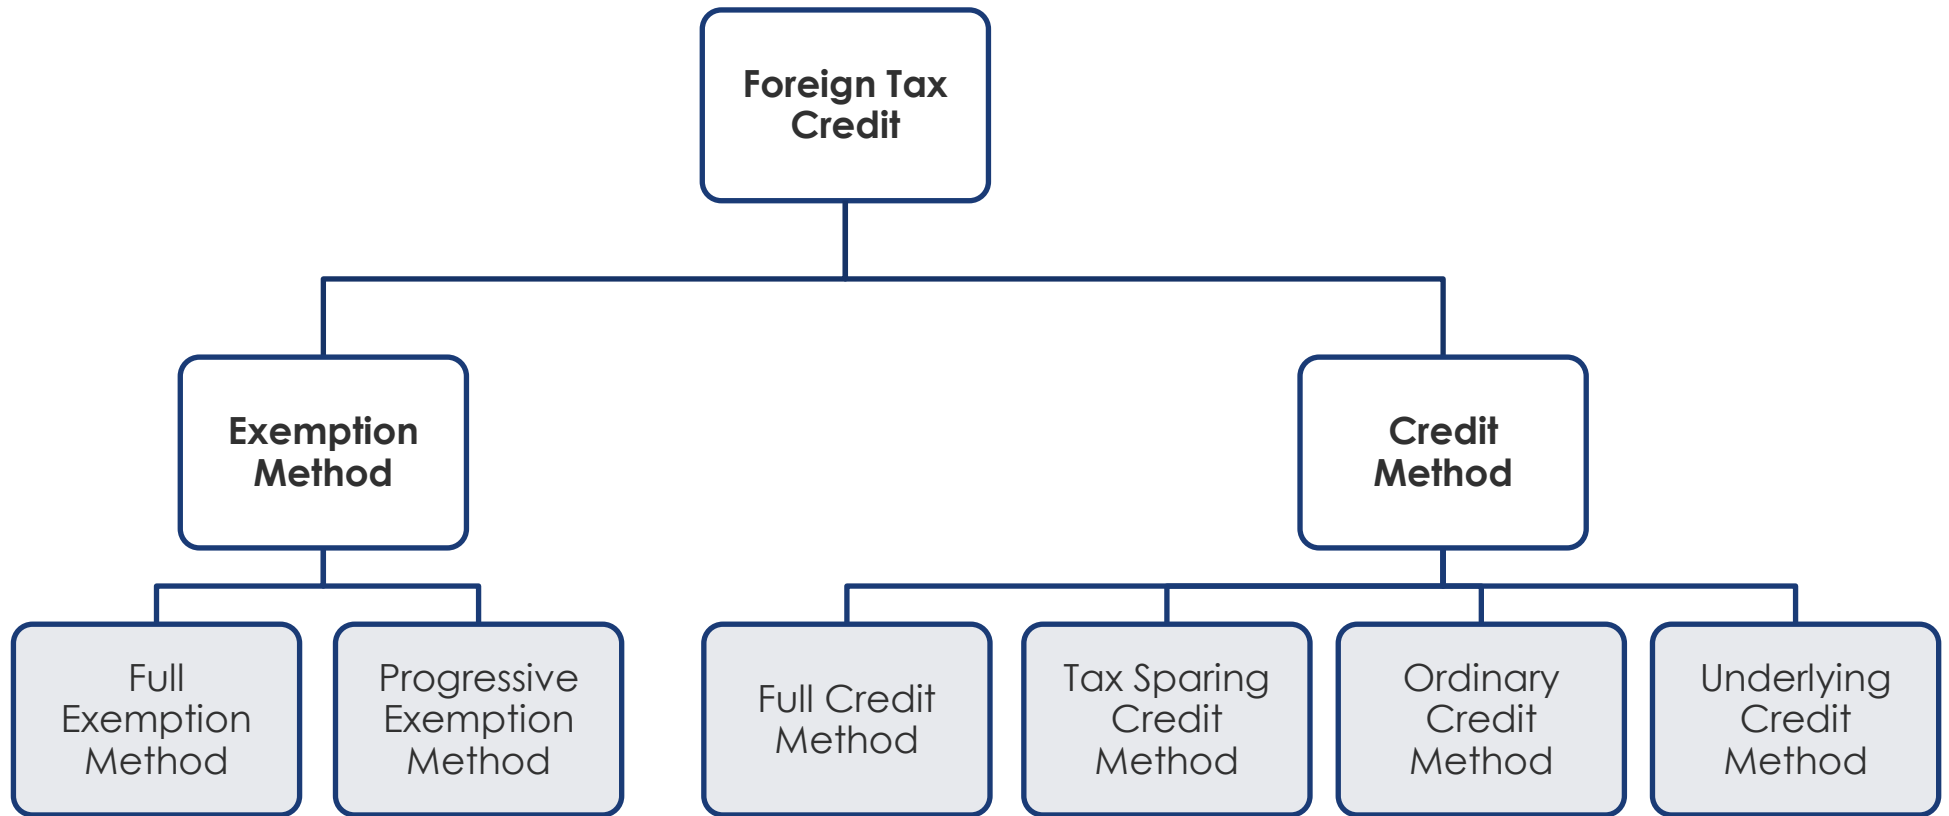 Foreign Tax
Credit
Exemption
Method
Credit
Method
Full
Exemption
Method
Progressive
Exemption
Method
Full Credit
Method
Tax Sparing
Credit
Method
Ordinary
Credit
Method
Underlying
Credit
Method